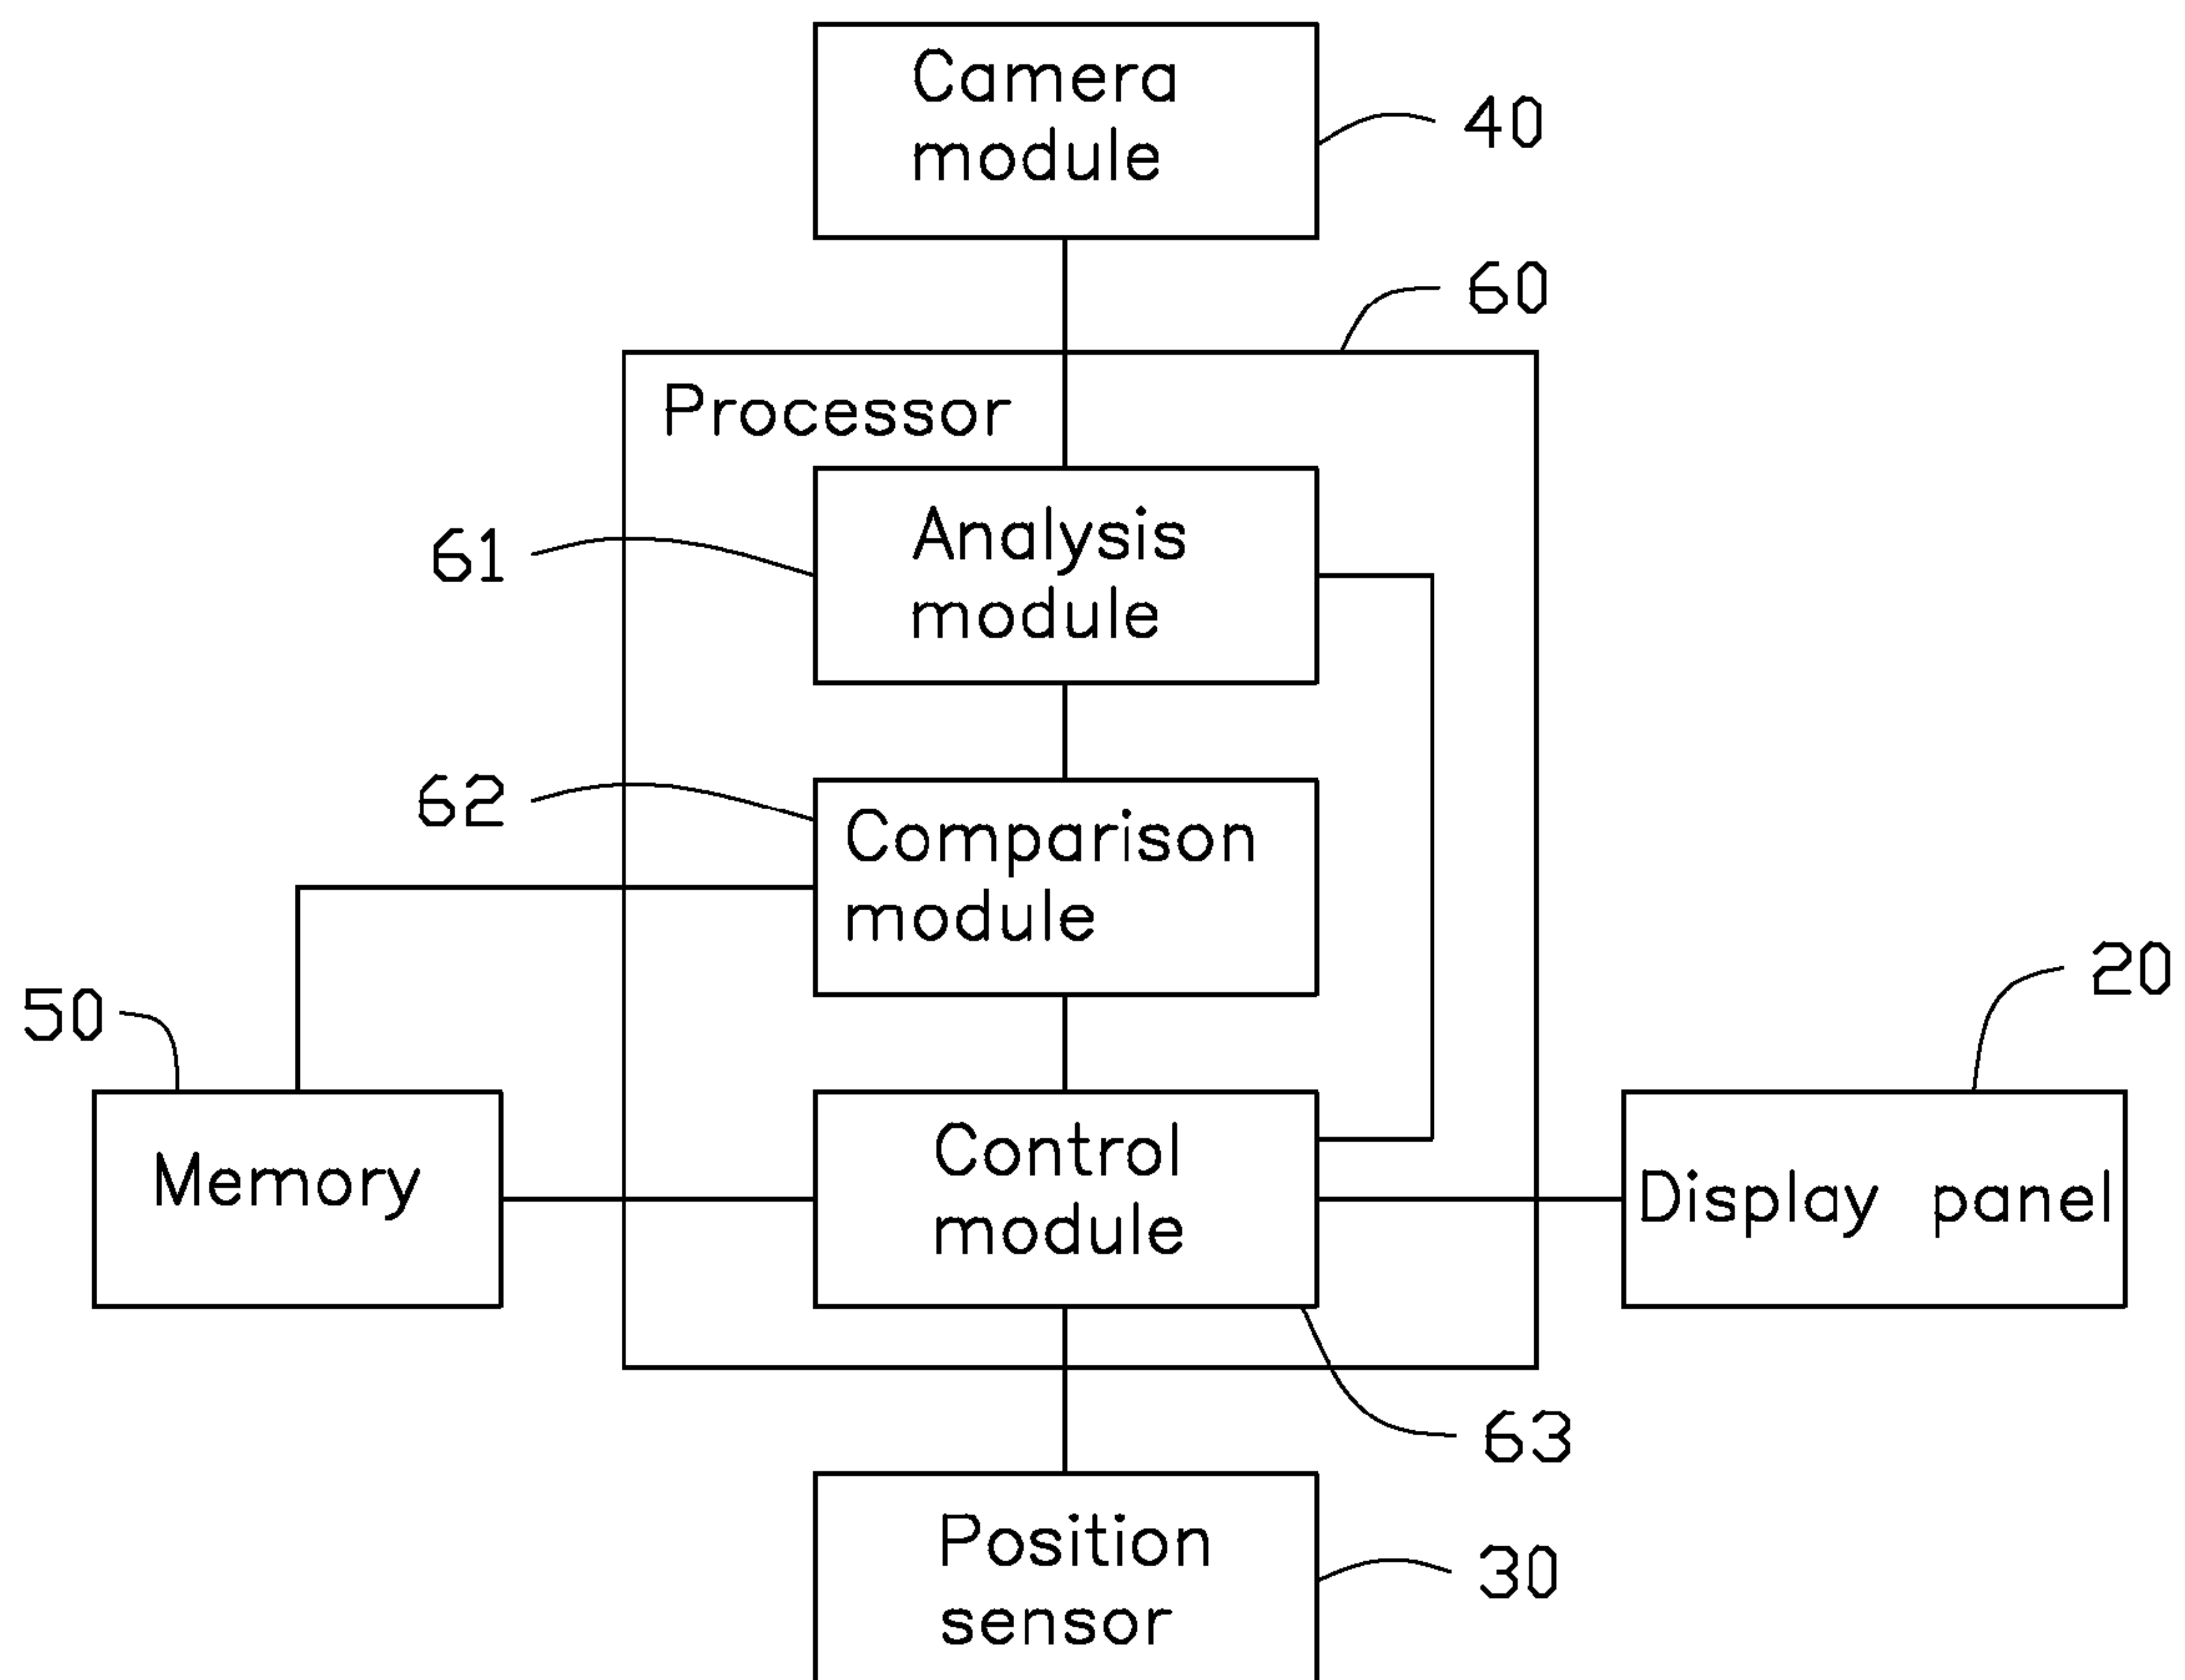 Camera
module
40
60
Processor
61
Analysis
module
62
Comparison
module
50
20
Memory
Control
module
Display panel
63
Position
sensor
30